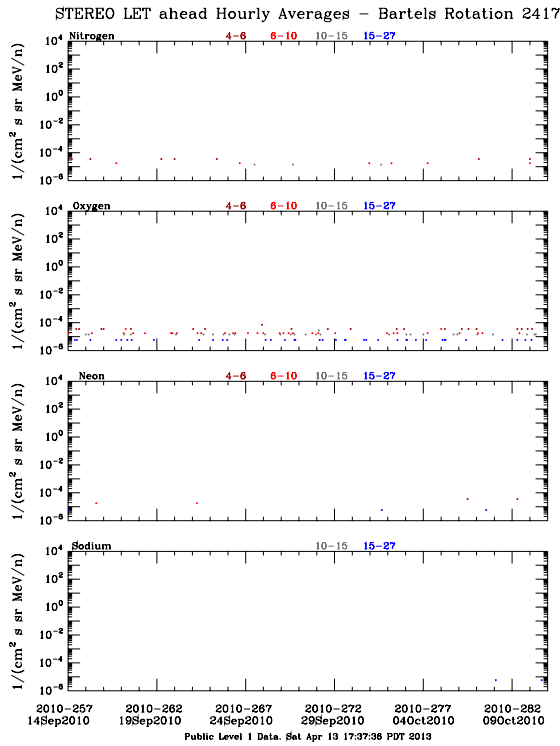 STEREO LET ahead Hourly Averages – Bartels Rotation 2417
Nitrogen 4–6 6–10 10–15 15–27
10^4
10^2
10^0
10^-2
10^-4
10^-6
1/(cm^2 s sr MeV/n)
Oxygen 4–6 6–10 10–15 15–27
10^4
10^2
10^0
10^-2
10^-4
10^-6
1/(cm^2 s sr MeV/n)
Neon 4–6 6–10 10–15 15–27
10^4
10^2
10^0
10^-2
10^-4
10^-6
1/(cm^2 s sr MeV/n)
Sodium 10–15 15–27
10^4
10^2
10^0
10^-2
10^-4
10^-6
1/(cm^2 s sr MeV/n)
2010–257 2010–262 2010–267 2010–272 2010–277 2010–282
14Sep2010 19Sep2010 24Sep2010 29Sep2010 04Oct2010 09Oct2010
Public Level 1 Data. Sat Apr 13 17:37:36 PDT 2013